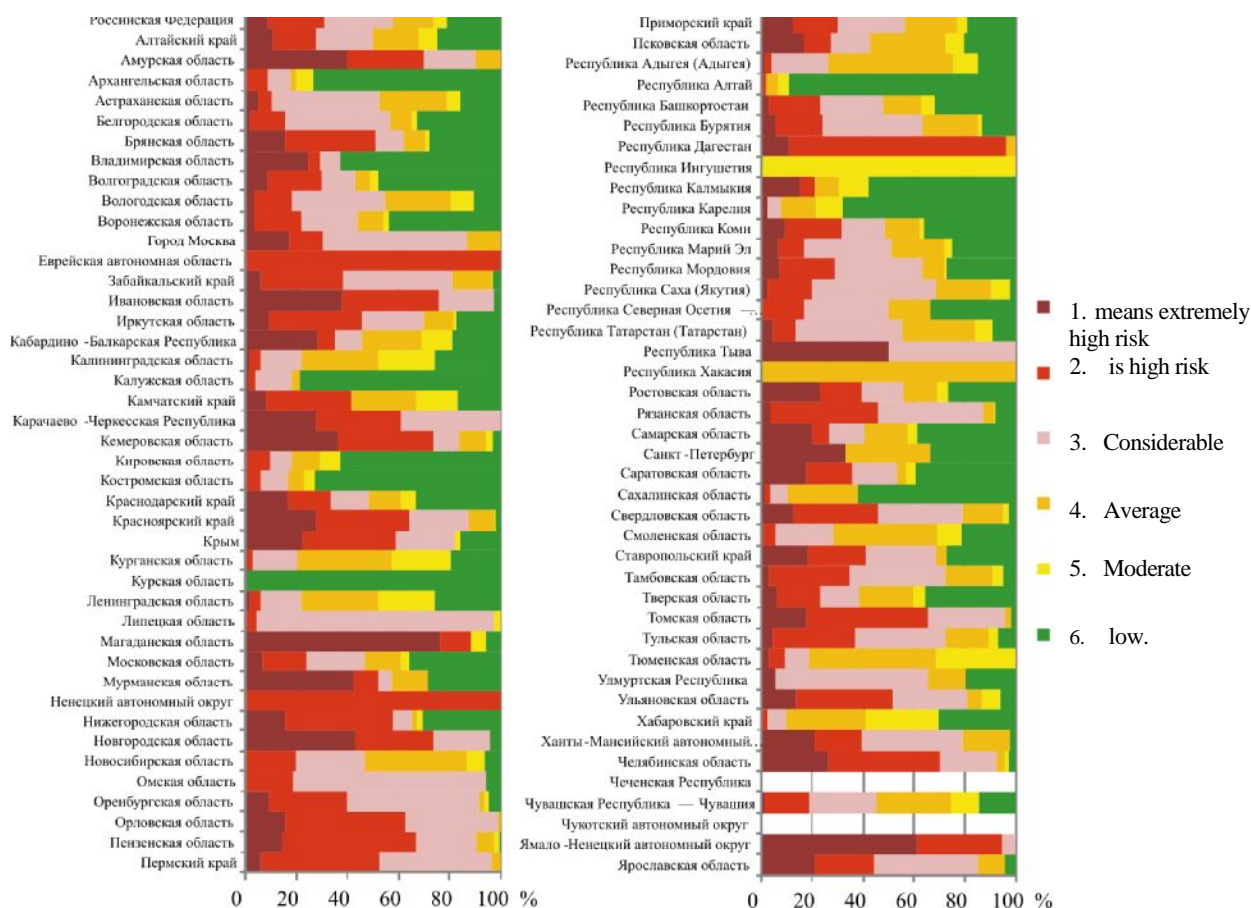 Российская Федерация
Алтайский край
Амурская область
Архангельская область
Астраханская область
Белгородская область
Брянская область
Владимирская область
Волгоградская область
Вологодская область
Воронежская область
Город Москва
Еврейская автономная область
Забайкальский край
Ивановская область
Иркутская область
Кабардино -Балкарская Республика
Калининградская область
Калужская область
Камчатский край
Карачаево -Черкесская Республика
Кемеровская область
Кировская область
Костромская область
Краснодарский край
Красноярский край
Крым
Курганская область
Курская область
Ленинградская область
Липецкая область
Магаданская область
Московская область
Мурманская область
Ненецкий автономный округ
Нижегородская область
Новгородская область
Новосибирская область
Омская область
Оренбургская область
Орловская область
Пензенская область
Пермский край
0 20 40 60 80 100 %
Приморский край
Псковская область
Республика Адыгея (Адыгея)
Республика Алтай
Республика Башкортостан
Республика Бурятия
Республика Дагестан
Республика Ингушетия
Республика Калмыкия
Республика Карелия
Республика Коми
Республика Марий Эл
Республика Мордовия
Республика Саха (Якутия)
Республика Северная Осетия —...
Республика Татарстан (Татарстан)
Республика Тыва
Республика Хакасия
Ростовская область
Рязанская область
Самарская область
Санкт -Петербург
Саратовская область
Сахалинская область
Свердловская область
Смоленская область
Ставропольский край
Тамбовская область
Тверская область
Томская область
Тульская область
Тюменская область
Удмуртская Республика
Ульяновская область
Хабаровский край
Ханты -Мансийский автономный...
Челябинская область
Чеченская Республика
Чувашская Республика — Чувашия
Чукотский автономный округ
Ямало -Ненецкий автономный округ
Ярославская область
0 20 40 60 80 100 %
1. means extremely
high risk
2. is high risk
3. Considerable
4. Average
5. Moderate
6. low.